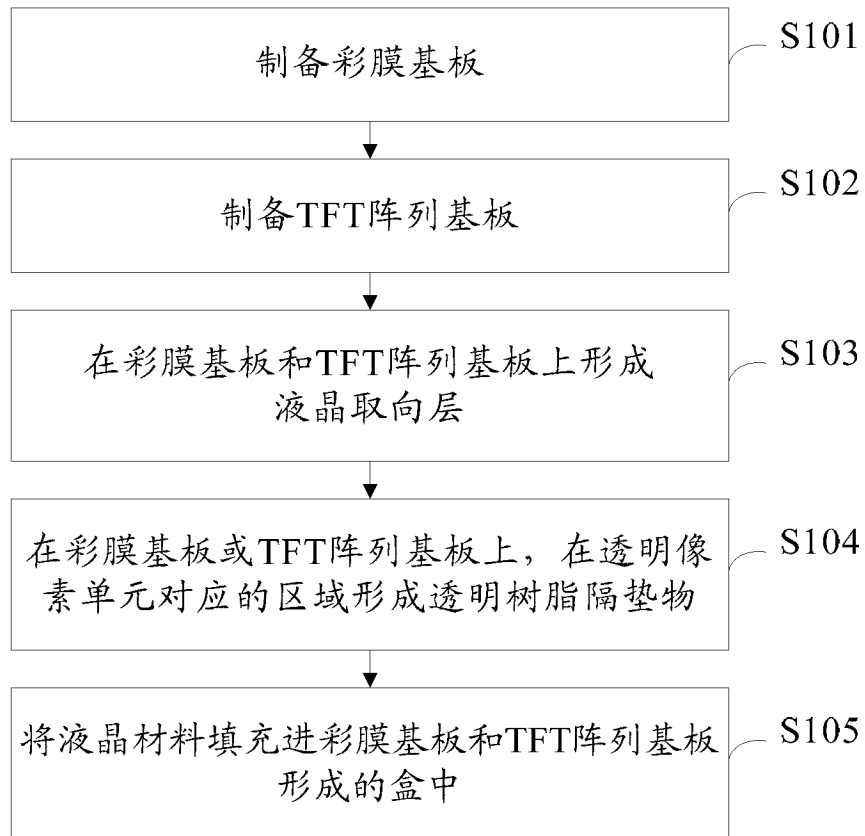 制备彩膜基板
S101
制备TFT阵列基板
S102
在彩膜基板和TFT阵列基板上形成
液晶取向层
S103
在彩膜基板或TFT阵列基板上，在透明像
素单元对应的区域形成透明树脂隔垫物
S104
将液晶材料填充进彩膜基板和TFT阵列基板
形成的盒中
S105